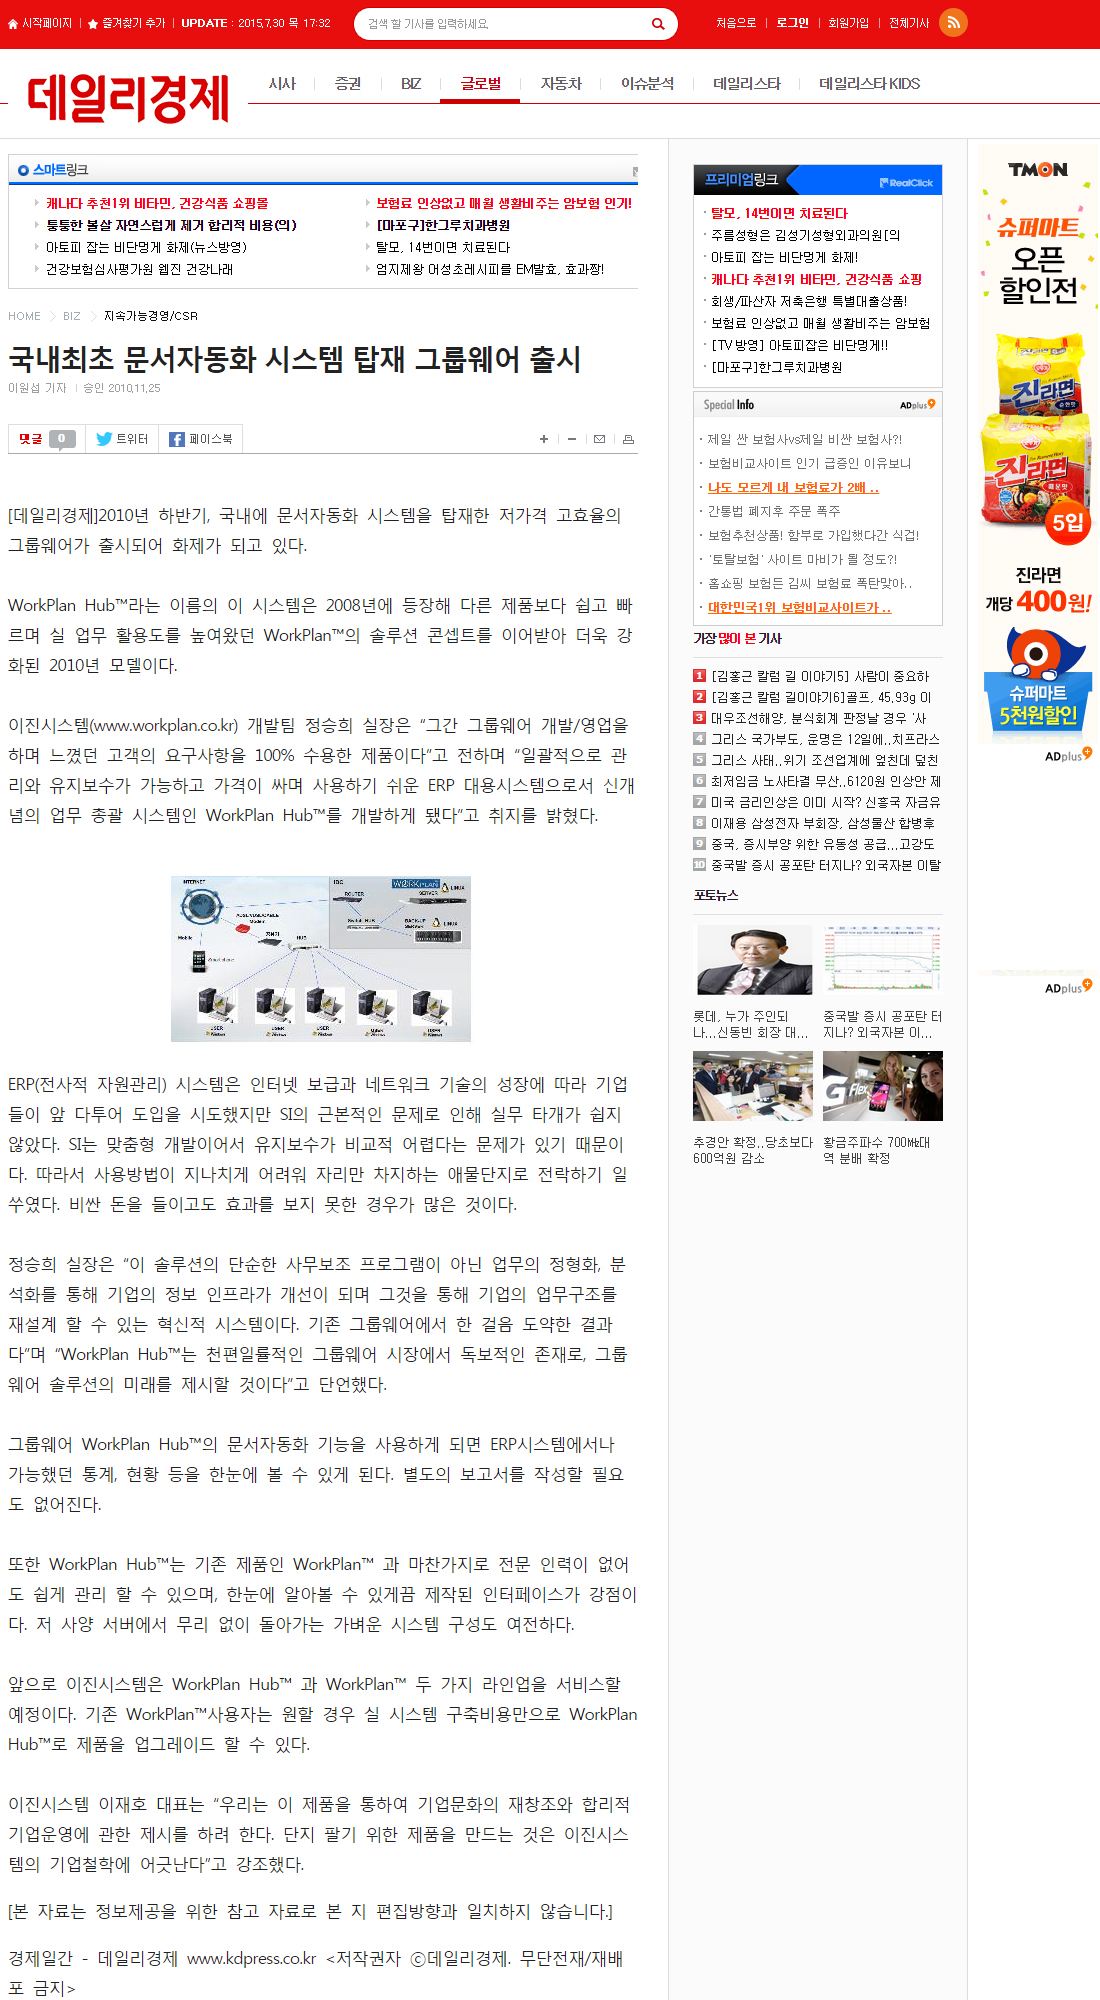 시작페이지 즐겨찾기 추가 UPDATE : 2015.7.30 목 17:32
검색 할 기사를 입력하세요.
처음으로 로그인 회원가입 전체기사
데일리경제
시사 증권 BIZ 글로벌 자동차 이슈분석 데일리스타 데일리스타 KIDS
스마트링크
캐나다 추천1위 비타민, 건강식품 쇼핑몰
보험료 인상없고 매월 생활비주는 암보험 인기!
통통한 볼살 자연스럽게 제거 합리적 비용(의)
[마포구]한그루치과병원
아토피 잡는 비단멍게 화제(뉴스방영)
탈모, 14번이면 치료된다
건강보험심사평가원 웹진 건강나래
엄지제왕 어성초레시피를 EM발효, 효과짱!
HOME BIZ 지속가능경영/CSR
국내최초 문서자동화 시스템 탑재 그룹웨어 출시
이원섭 기자 승인 2010.11.25
댓글 0 트위터 페이스북
[데일리경제]2010년 하반기, 국내에 문서자동화 시스템을 탑재한 저가격 고효율의
그룹웨어가 출시되어 화제가 되고 있다.
WorkPlan Hub™라는 이름의 이 시스템은 2008년에 등장해 다른 제품보다 쉽고 빠
르며 실 업무 활용도를 높여왔던 WorkPlan™의 솔루션 콘셉트를 이어받아 더욱 강
화된 2010년 모델이다.
이진시스템(www.workplan.co.kr) 개발팀 정승희 실장은 “그간 그룹웨어 개발/영업을
하며 느꼈던 고객의 요구사항을 100% 수용한 제품이다”고 전하며 “일괄적으로 관
리와 유지보수가 가능하고 가격이 싸며 사용하기 쉬운 ERP 대용시스템으로서 신개
념의 업무 총괄 시스템인 WorkPlan Hub™를 개발하게 됐다”고 취지를 밝혔다.
INTERNET
IDC
WORKPLAN
LINUX
ROUTER
SERVER
ADSL/VDSL/CABLE
Modem
Switch HUB
BACK-UP
SERVER
LINUX
Mobile
HUB
Smart phone
USER USER USER USER
Windows Windows Windows Windows
ERP(전사적 자원관리) 시스템은 인터넷 보급과 네트워크 기술의 성장에 따라 기업
들이 앞 다투어 도입을 시도했지만 SI의 근본적인 문제로 인해 실무 타개가 쉽지
않았다. SI는 맞춤형 개발이어서 유지보수가 비교적 어렵다는 문제가 있기 때문이
다. 따라서 사용방법이 지나치게 어려워 자리만 차지하는 애물단지로 전락하기 일
쑤였다. 비싼 돈을 들이고도 효과를 보지 못한 경우가 많은 것이다.
정승희 실장은 “이 솔루션의 단순한 사무보조 프로그램이 아닌 업무의 정형화, 분
석화를 통해 기업의 정보 인프라가 개선이 되며 그것을 통해 기업의 업무구조를
재설계 할 수 있는 혁신적 시스템이다. 기존 그룹웨어에서 한 걸음 도약한 결과
다”며 “WorkPlan Hub™는 천편일률적인 그룹웨어 시장에서 독보적인 존재로, 그룹
웨어 솔루션의 미래를 제시할 것이다”고 단언했다.
그룹웨어 WorkPlan Hub™의 문서자동화 기능을 사용하게 되면 ERP시스템에서나
가능했던 통계, 현황 등을 한눈에 볼 수 있게 된다. 별도의 보고서를 작성할 필요
도 없어진다.
또한 WorkPlan Hub™는 기존 제품인 WorkPlan™ 과 마찬가지로 전문 인력이 없어
도 쉽게 관리 할 수 있으며, 한눈에 알아볼 수 있게끔 제작된 인터페이스가 강점이
다. 저 사양 서버에서 무리 없이 돌아가는 가벼운 시스템 구성도 여전하다.
앞으로 이진시스템은 WorkPlan Hub™ 과 WorkPlan™ 두 가지 라인업을 서비스할
예정이다. 기존 WorkPlan™사용자는 원할 경우 실 시스템 구축비용만으로 WorkPlan
Hub™로 제품을 업그레이드 할 수 있다.
이진시스템 이재호 대표는 “우리는 이 제품을 통하여 기업문화의 재창조와 합리적
기업운영에 관한 제시를 하려 한다. 단지 팔기 위한 제품을 만드는 것은 이진시스
템의 기업철학에 어긋난다“고 강조했다.
[본 자료는 정보제공을 위한 참고 자료로 본 지 편집방향과 일치하지 않습니다.]
경제일간 - 데일리경제 www.kdpress.co.kr <저작권자 ⓒ데일리경제. 무단전재/재배
포 금지>
프리미엄링크 RealClick
탈모, 14번이면 치료된다
주름성형은 김성기성형외과의원[의
아토피 잡는 비단멍게 화제!
캐나다 추천1위 비타민, 건강식품 쇼핑
회생/파산자 저축은행 특별대출상품!
보험료 인상없고 매월 생활비주는 암보험
[TV 방영] 아토피잡은 비단멍게!!
[마포구]한그루치과병원
Special Info ADplus
제일 싼 보험사vs제일 비싼 보험사?!
보험비교사이트 인기 급증인 이유보니
나도 모르게 내 보험료가 2배 ..
간통법 폐지후 주문 폭주
보험추천상품! 함부로 가입했다간 식겁!
'토탈보험' 사이트 마비가 될 정도?!
홈쇼핑 보험든 김씨 보험료 폭탄맞아..
대한민국1위 보험비교사이트가 ..
가장 많이 본 기사
1 [김홍근 칼럼 길 이야기5] 사람이 중요하
2 [김홍근 칼럼 길이야기6]골프, 45.93g 이
3 대우조선해양, 분식회계 판정날 경우 '사
4 그리스 국가부도, 운명은 12일에..치프라스
5 그리스 사태..위기 조선업계에 엎친데 덮친
6 최저임금 노사타결 무산..6120원 인상안 제
7 미국 금리인상은 이미 시작? 신흥국 자금유
8 이재용 삼성전자 부회장, 삼성물산 합병후
9 중국, 증시부양 위한 유동성 공급...고강도
10 중국발 증시 공포탄 터지나? 외국자본 이탈
포토뉴스
롯데, 누가 주인되
나...신동빈 회장 대...
중국발 증시 공포탄 터
지나? 외국자본 이...
G Flex
추경안 확정..당초보다
600억원 감소
황금주파수 700㎒대
역 분배 확정
TMON
슈퍼마트
오픈
할인전
진라면
순한맛
진라면
매운맛
5입
진라면
개당 400원!
슈퍼마트
5천원할인
ADplus
ADplus